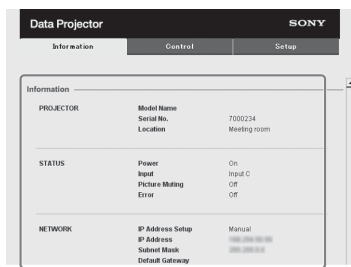 Data Projector
SONY
Information Control Setup
Information
PROJECTOR Model Name
Serial No. 7000234
Location Meeting room
STATUS Power On
Input Input C
Picture Muting Off
Error Off
NETWORK IP Address Setup Manual
IP Address
Subnet Mask
Default Gateway